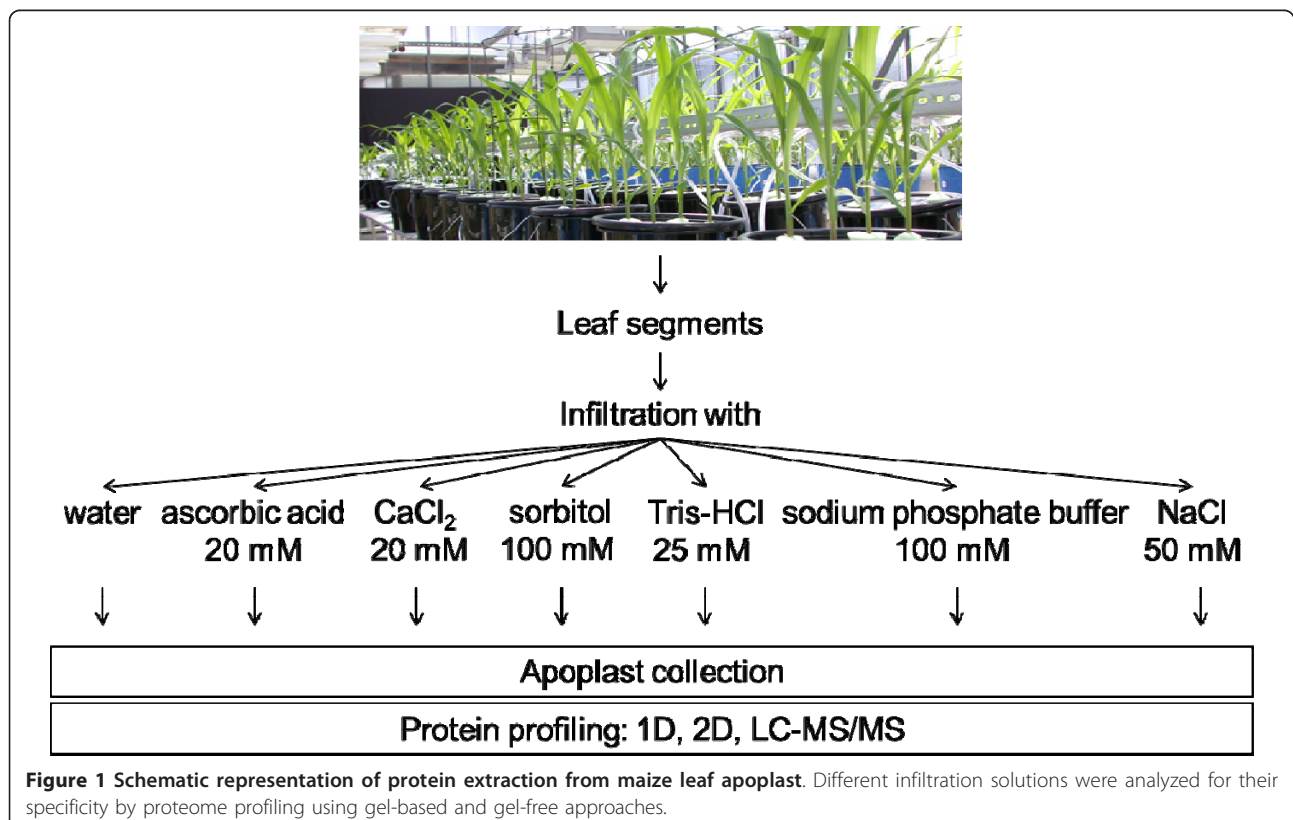 Leaf segments
Infiltration with
water ascorbic acid CaCl₂ sorbitol Tris-HCl sodium phosphate buffer NaCl
20 mM 20 mM 100 mM 25 mM 100 mM 50 mM
Apoplast collection
Protein profiling: 1D, 2D, LC-MS/MS
Figure 1 Schematic representation of protein extraction from maize leaf apoplast. Different infiltration solutions were analyzed for their
specificity by proteome profiling using gel-based and gel-free approaches.